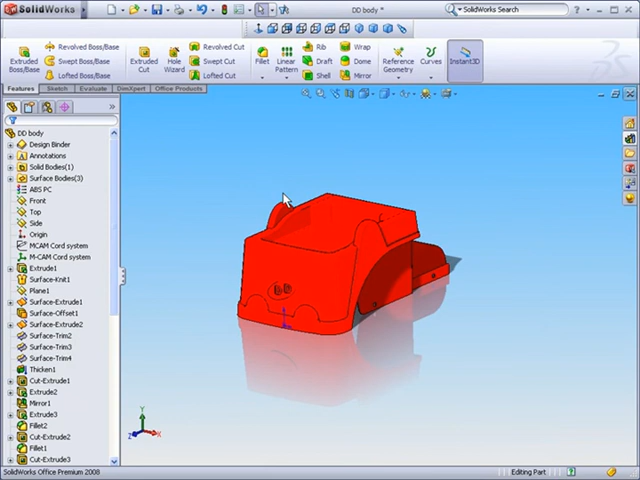 SolidWorks
DD body *
SolidWorks Search
Extruded Boss/Base
Revolved Boss/Base
Swept Boss/Base
Lofted Boss/Base
Extruded Cut
Hole Wizard
Revolved Cut
Swept Cut
Lofted Cut
Fillet
Linear Pattern
Rib
Draft
Shell
Wrap
Dome
Mirror
Reference Geometry
Curves
Instant3D
Features
Sketch
Evaluate
DimXpert
Office Products
DD body
Design Binder
Annotations
Solid Bodies(1)
Surface Bodies(3)
ABS PC
Front
Top
Side
Origin
MCAM Cord system
M-CAM Cord system
Extrude1
Surface-Knit1
Plane1
Surface-Extrude1
Surface-Offset1
Surface-Extrude2
Surface-Trim2
Surface-Trim3
Surface-Trim4
Thicken1
Cut-Extrude1
Extrude2
Mirror1
Extrude3
Fillet2
Cut-Extrude2
Fillet1
Cut-Extrude3
DD
Y
Z
X
SolidWorks Office Premium 2008
Editing Part